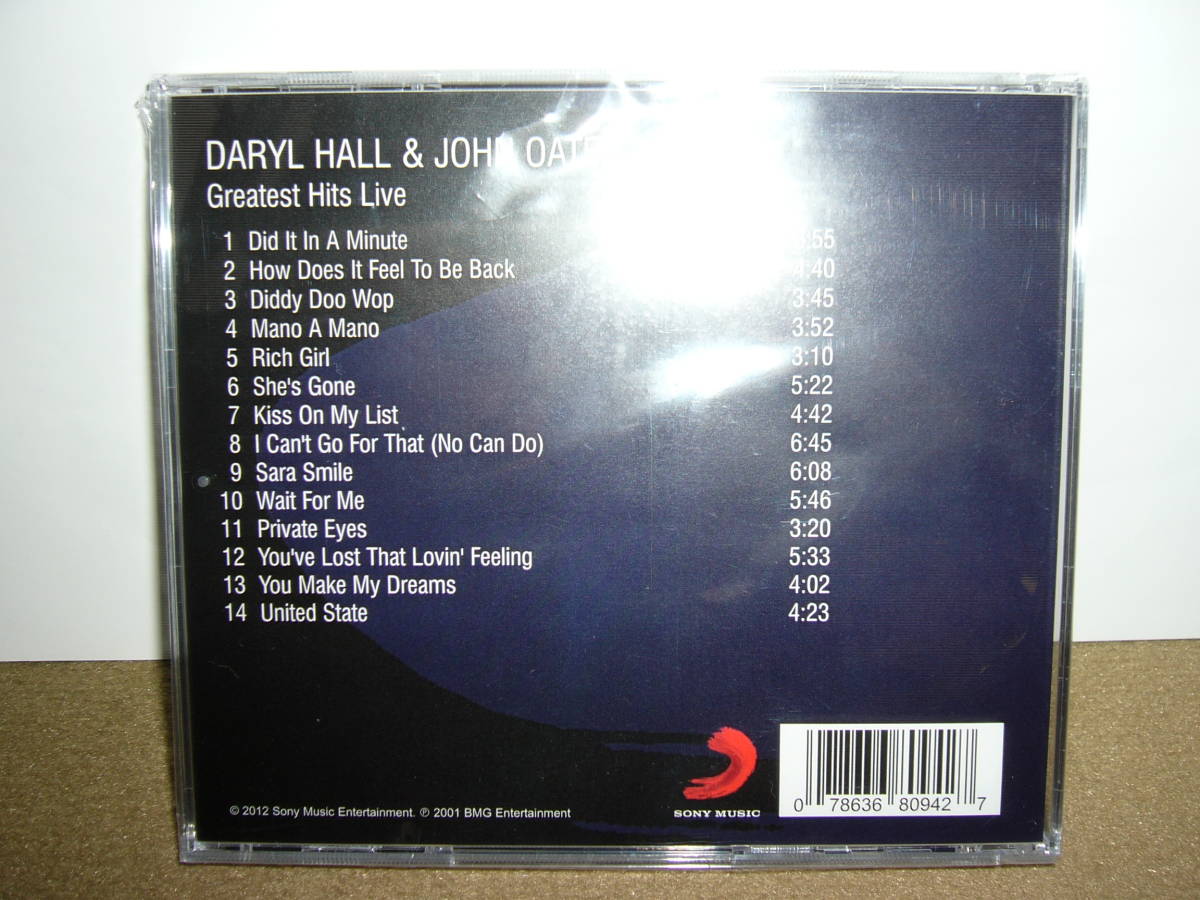 DARYL HALL & JOHN
Greatest Hits Live
1 Did It In A Minute
2 How Does It Feel To Be Back 4:40
3 Diddy Doo Wop 3:45
4 Mano A Mano 3:52
5 Rich Girl 3:10
6 She's Gone 5:22
7 Kiss On My List 4:42
8 I Can't Go For That (No Can Do) 6:45
9 Sara Smile 6:08
10 Wait For Me 5:46
11 Private Eyes 3:20
12 You've Lost That Lovin' Feeling 5:33
13 You Make My Dreams 4:02
14 United State 4:23
© 2012 Sony Music Entertainment. ℗ 2001 BMG Entertainment
SONY MUSIC
0 78636 80942 7